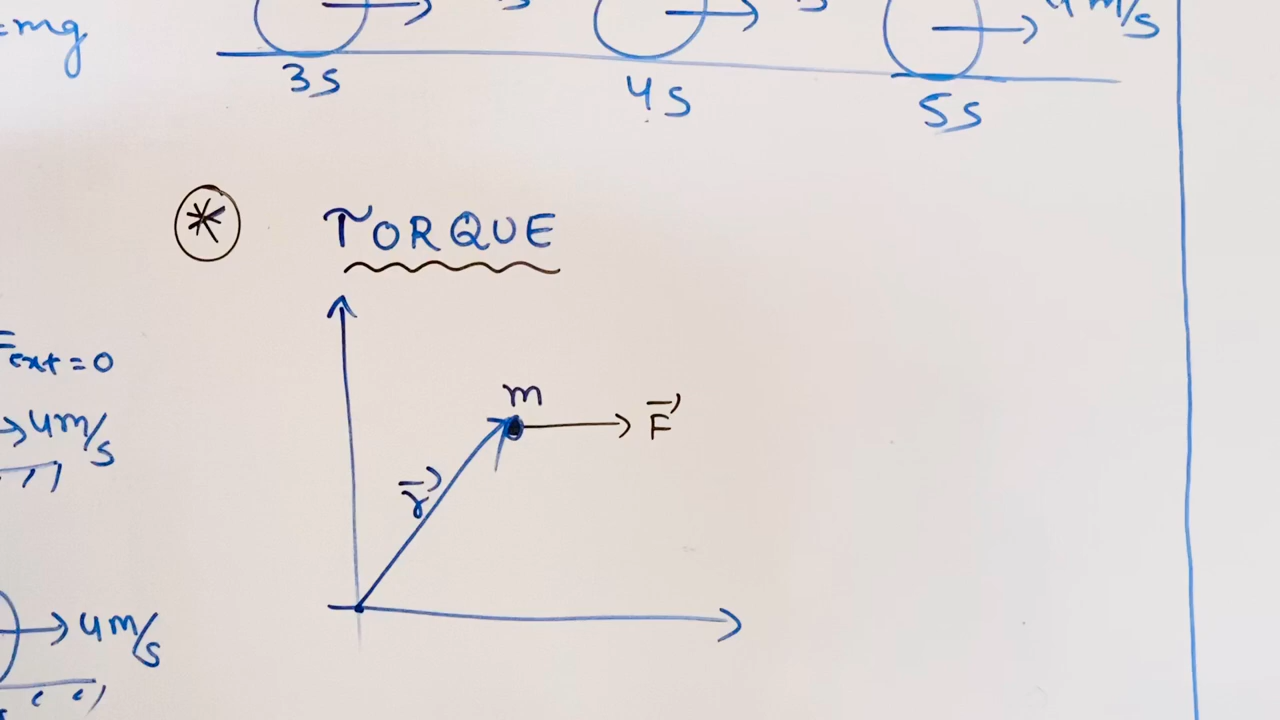 =mg
4m/s
3s
4s
5s
* TORQUE
Fext = 0
4m/s
m
F
r
4m/s